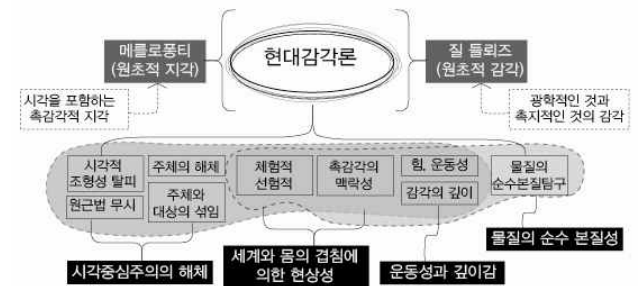 메를로퐁티
(원초적 지각)
현대감각론
질 들뢰즈
(원초적 감각)
시각을 포함하는
촉감각적 지각
광학적인 것과
촉지적인 것의 감각
시각적
조형성 탈피
주체의 해체
체험적
선험적
촉감각의
맥락성
힘, 운동성
물질의
순수본질탐구
원근법 무시
주체와
대상의 섞임
감각의 깊이
시각중심주의의 해체
세계와 몸의 겹침에
의한 현상성
운동성과 깊이감
물질의 순수 본질성